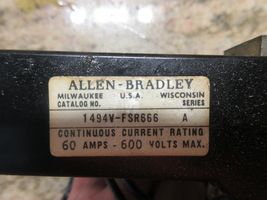 ALLEN-BRADLEY
MILWAUKEE U.S.A. WISCONSIN
CATALOG NO. SERIES
1494V-FSR666 A
CONTINUOUS CURRENT RATING
60 AMPS - 600 VOLTS MAX.